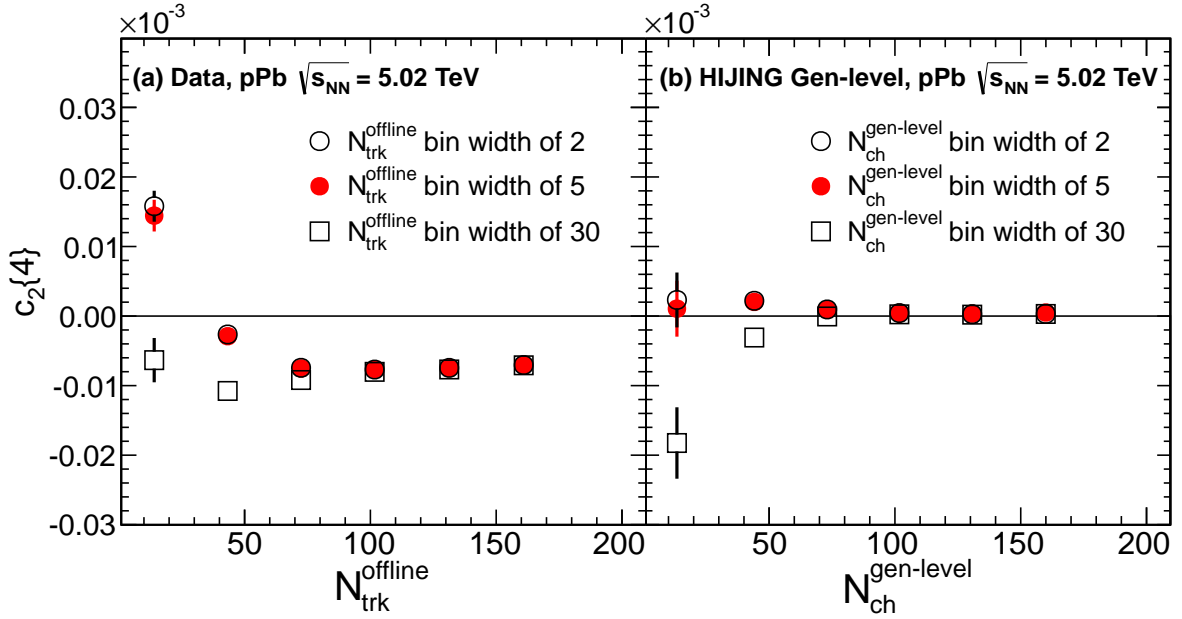 ×10⁻³
×10⁻³
(a) Data, pPb √s_NN = 5.02 TeV
(b) HIJING Gen-level, pPb √s_NN = 5.02 TeV
N_trk^offline bin width of 2
N_trk^offline bin width of 5
N_trk^offline bin width of 30
N_ch^gen-level bin width of 2
N_ch^gen-level bin width of 5
N_ch^gen-level bin width of 30
c₂{4}
0.03
0.02
0.01
0.00
-0.01
-0.02
-0.03
50 100 150 200
50 100 150 200
N_trk^offline
N_ch^gen-level